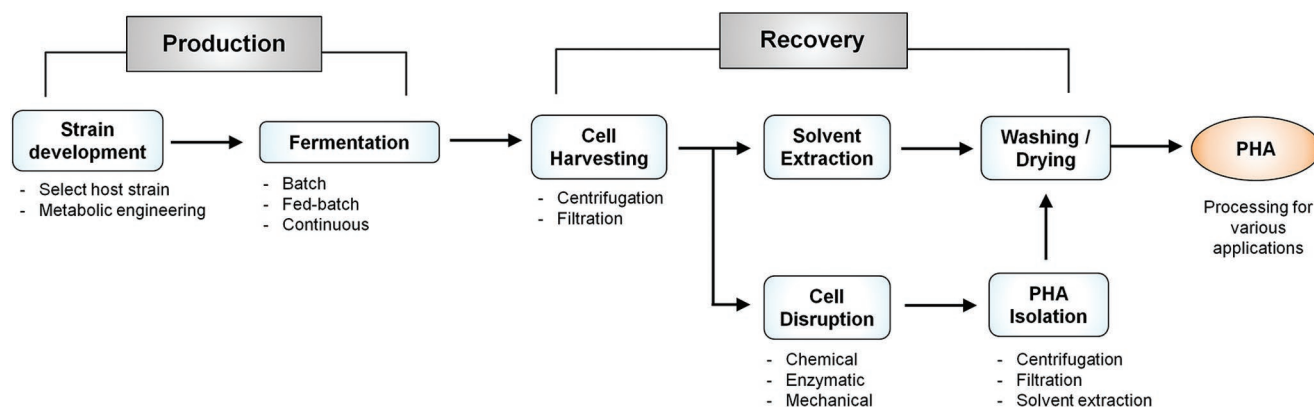 Production
Recovery
Strain
development
- Select host strain
- Metabolic engineering
Fermentation
- Batch
- Fed-batch
- Continuous
Cell
Harvesting
- Centrifugation
- Filtration
Solvent
Extraction
Washing /
Drying
PHA
Processing for
various
applications
Cell
Disruption
- Chemical
- Enzymatic
- Mechanical
PHA
Isolation
- Centrifugation
- Filtration
- Solvent extraction